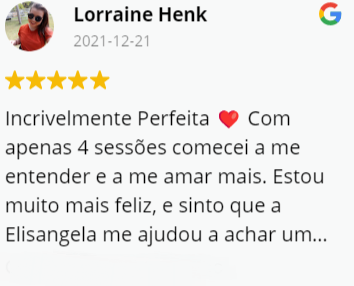 Lorraine Henk
2021-12-21
Incrivelmente Perfeita ❤️ Com
apenas 4 sessões comecei a me
entender e a me amar mais. Estou
muito mais feliz, e sinto que a
Elisangela me ajudou a achar um...